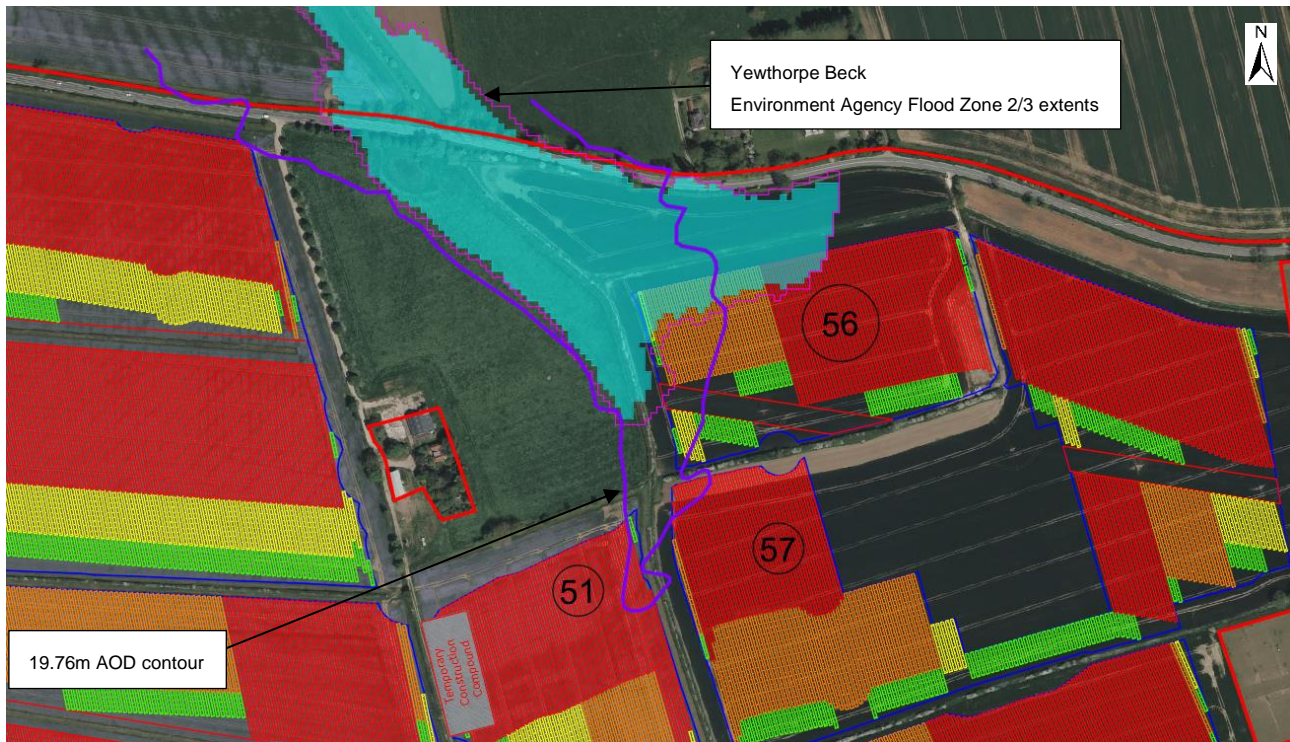 N
Yewthorpe Beck
Environment Agency Flood Zone 2/3 extents
56
57
51
19.76m AOD contour
Temporary
Construction
Compound